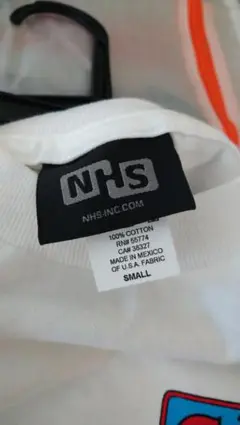 NHS
NHS-INC.COM
100% COTTON
RN# 55774
CA# 38327
MADE IN MEXICO
OF U.S.A. FABRIC
SMALL